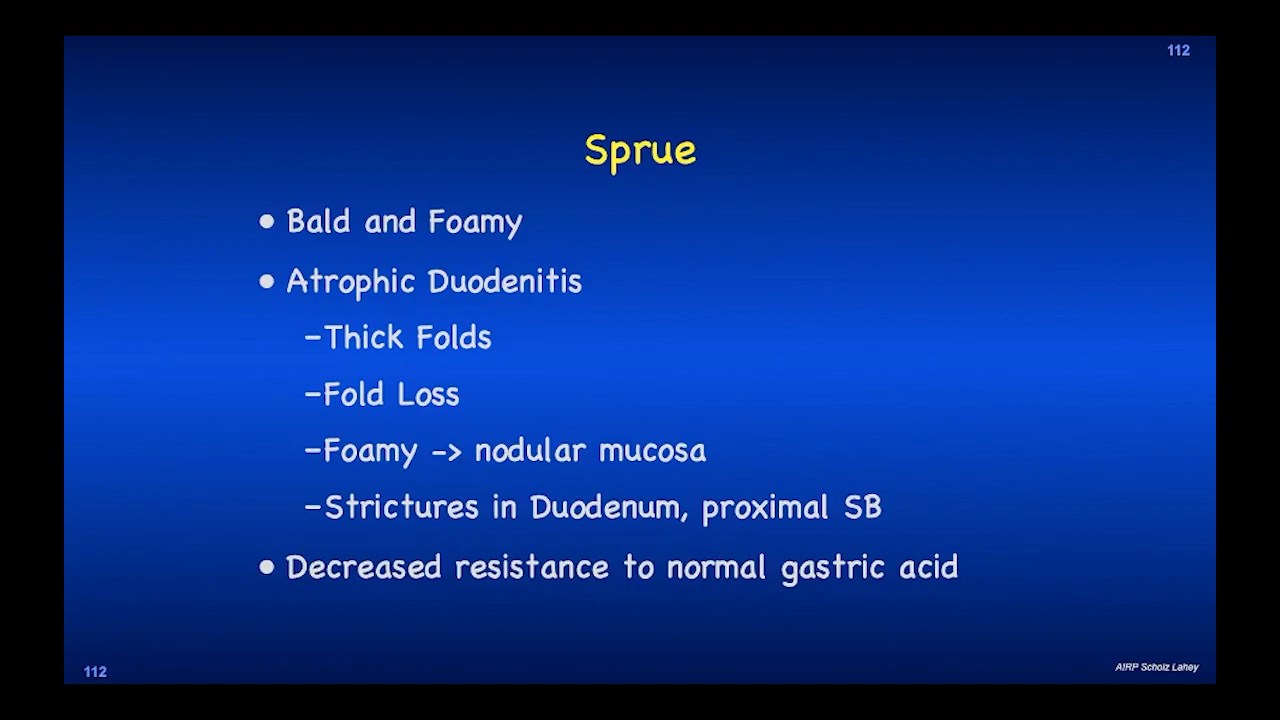 112
Sprue
• Bald and Foamy
• Atrophic Duodenitis
–Thick Folds
–Fold Loss
–Foamy -> nodular mucosa
–Strictures in Duodenum, proximal SB
• Decreased resistance to normal gastric acid
112
AIRP Scholz Lahey